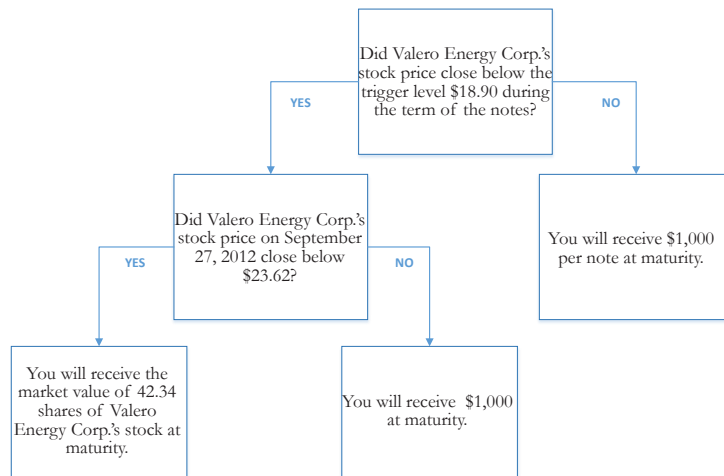 Did Valero Energy Corp.'s
stock price close below the
trigger level $18.90 during
the term of the notes?
YES
NO
Did Valero Energy Corp.'s
stock price on September
27, 2012 close below
$23.62?
You will receive $1,000
per note at maturity.
YES
NO
You will receive the
market value of 42.34
shares of Valero
Energy Corp.'s stock at
maturity.
You will receive $1,000
at maturity.